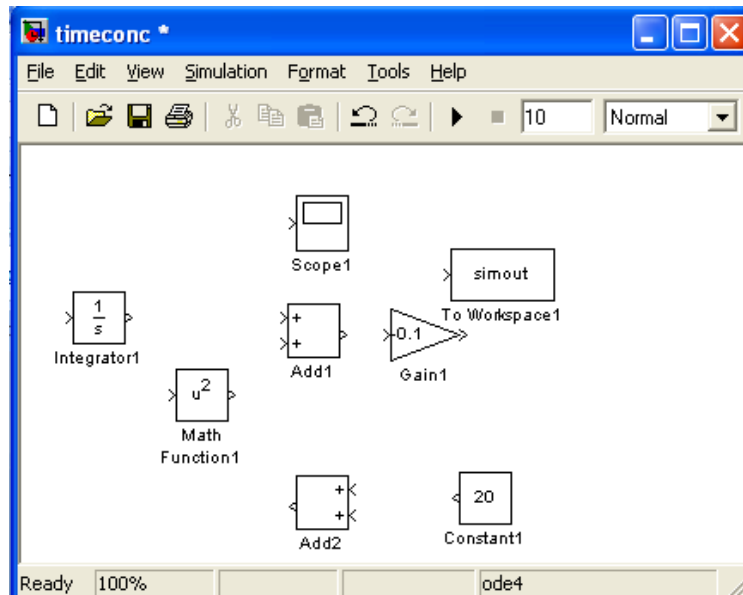 timeconc *
File Edit View Simulation Format Tools Help
10 Normal
Scope1
simout
To Workspace1
1
s
Integrator1
+
+
Add1
-0.1
Gain1
u2
Math
Function1
+
+
Add2
20
Constant1
Ready 100% ode4